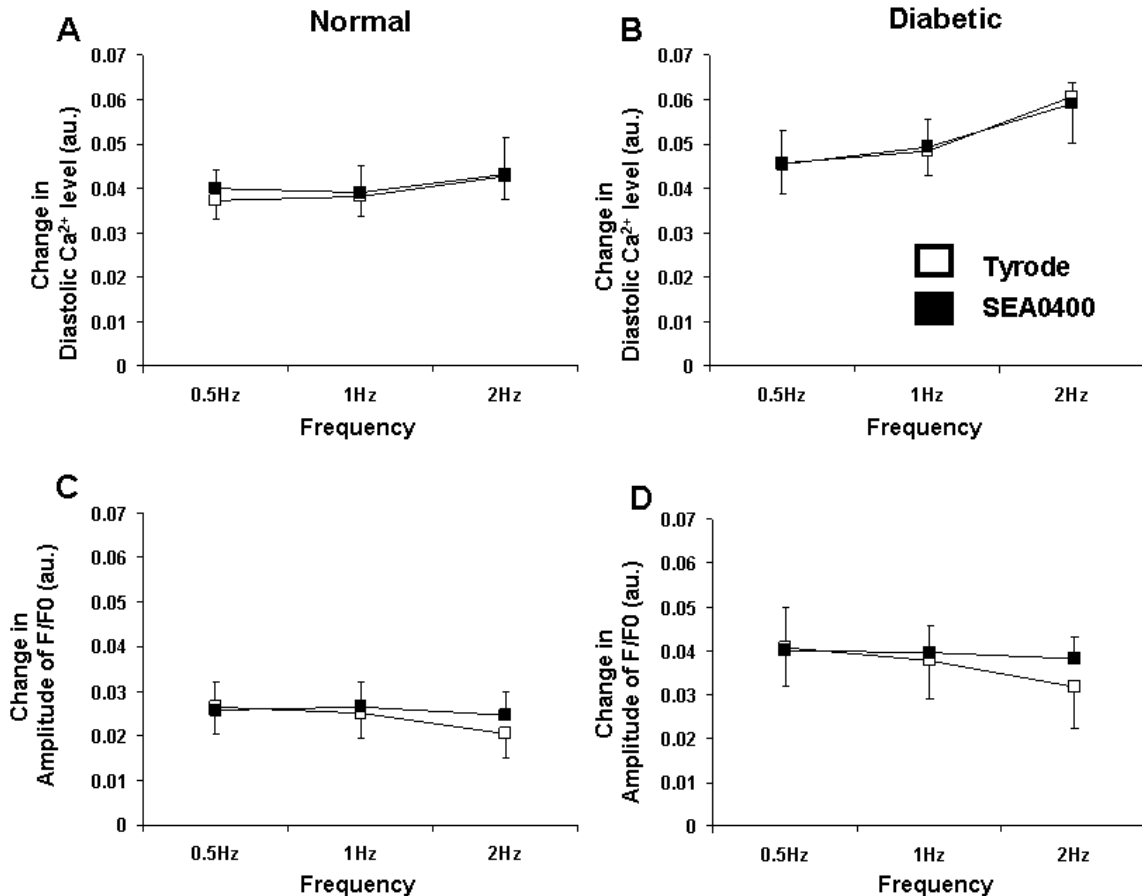 A
Normal
Change in
Diastolic Ca²⁺ level (au.)
0.07
0.06
0.05
0.04
0.03
0.02
0.01
0
0.5Hz 1Hz 2Hz
Frequency
B
Diabetic
Change in
Diastolic Ca²⁺ level (au.)
0.07
0.06
0.05
0.04
0.03
0.02
0.01
0
Tyrode
SEA0400
0.5Hz 1Hz 2Hz
Frequency
C
Change in
Amplitude of F/F0 (au.)
0.07
0.06
0.05
0.04
0.03
0.02
0.01
0
0.5Hz 1Hz 2Hz
Frequency
D
Change in
Amplitude of F/F0 (au.)
0.07
0.06
0.05
0.04
0.03
0.02
0.01
0
0.5Hz 1Hz 2Hz
Frequency